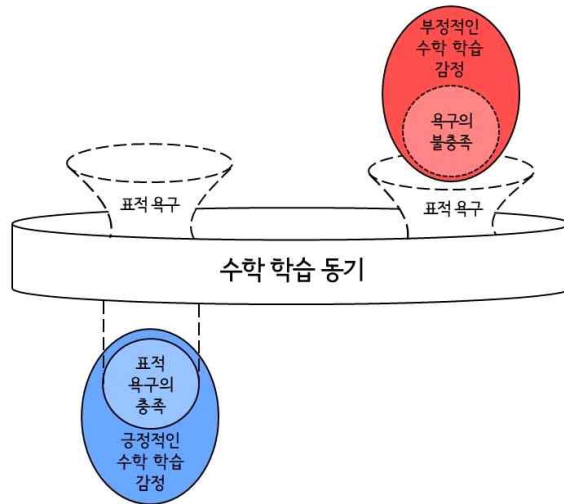 부정적인
수학 학습
감정
욕구의
불충족
표적 욕구
표적 욕구
수학 학습 동기
표적
욕구의
충족
긍정적인
수학 학습
감정